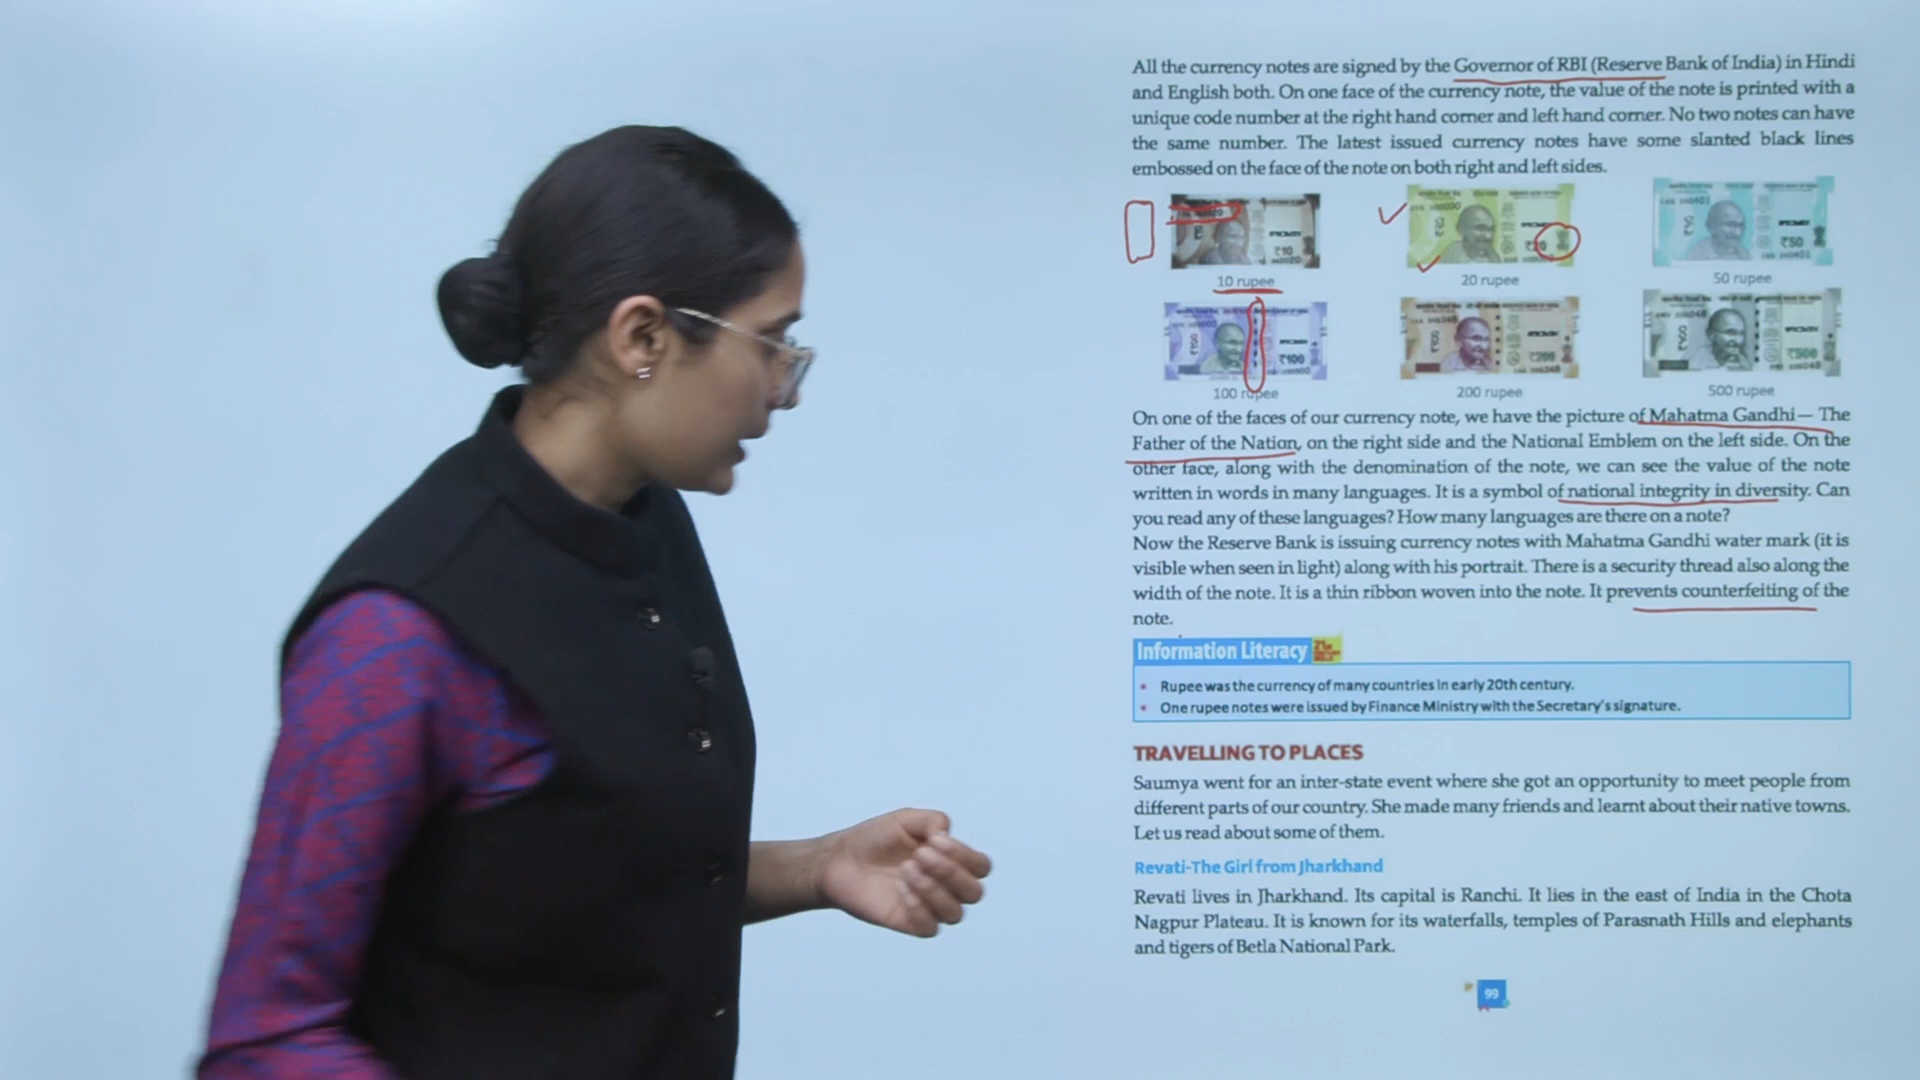 All the currency notes are signed by the Governor of RBI (Reserve Bank of India) in Hindi
and English both. On one face of the currency note, the value of the note is printed with a
unique code number at the right hand corner and left hand corner. No two notes can have
the same number. The latest issued currency notes have some slanted black lines
embossed on the face of the note on both right and left sides.
₹10
₹50
10 rupee
20 rupee
50 rupee
₹100
₹200
₹500
100 rupee
200 rupee
500 rupee
On one of the faces of our currency note, we have the picture of Mahatma Gandhi— The
Father of the Nation, on the right side and the National Emblem on the left side. On the
other face, along with the denomination of the note, we can see the value of the note
written in words in many languages. It is a symbol of national integrity in diversity. Can
you read any of these languages? How many languages are there on a note?
Now the Reserve Bank is issuing currency notes with Mahatma Gandhi water mark (it is
visible when seen in light) along with his portrait. There is a security thread also along the
width of the note. It is a thin ribbon woven into the note. It prevents counterfeiting of the
note.
Information Literacy
• Rupee was the currency of many countries in early 20th century.
• One rupee notes were issued by Finance Ministry with the Secretary's signature.
TRAVELLING TO PLACES
Saumya went for an inter-state event where she got an opportunity to meet people from
different parts of our country. She made many friends and learnt about their native towns.
Let us read about some of them.
Revati-The Girl from Jharkhand
Revati lives in Jharkhand. Its capital is Ranchi. It lies in the east of India in the Chota
Nagpur Plateau. It is known for its waterfalls, temples of Parasnath Hills and elephants
and tigers of Betla National Park.
99